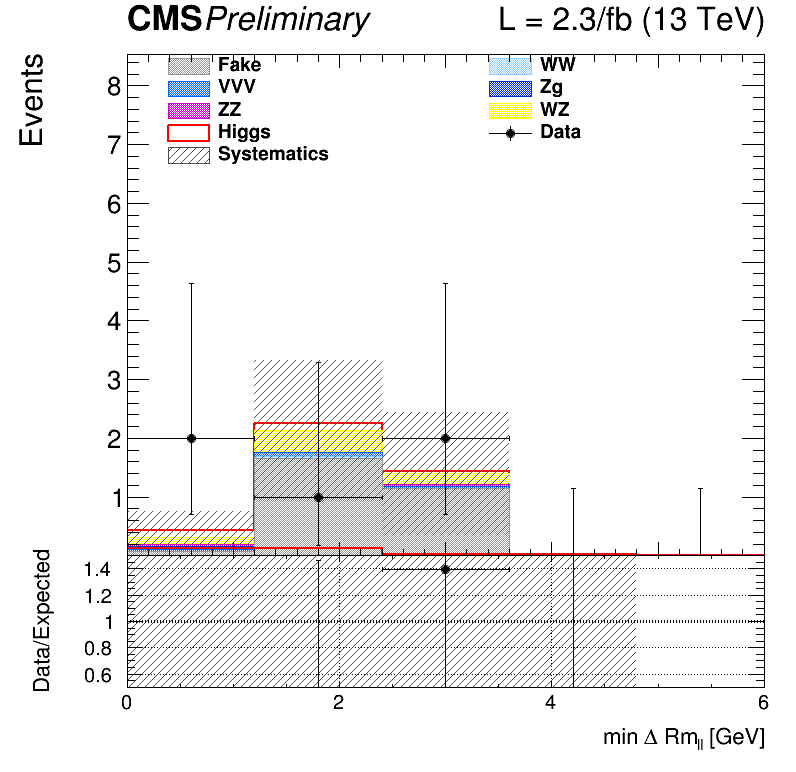 CMS Preliminary L = 2.3/fb (13 TeV)
Events
8
7
6
5
4
3
2
1
Fake
VVV
ZZ
Higgs
Systematics
WW
Zg
WZ
Data
Data/Expected
1.4
1.2
1
0.8
0.6
0 2 4 6
min Δ Rm_ll [GeV]